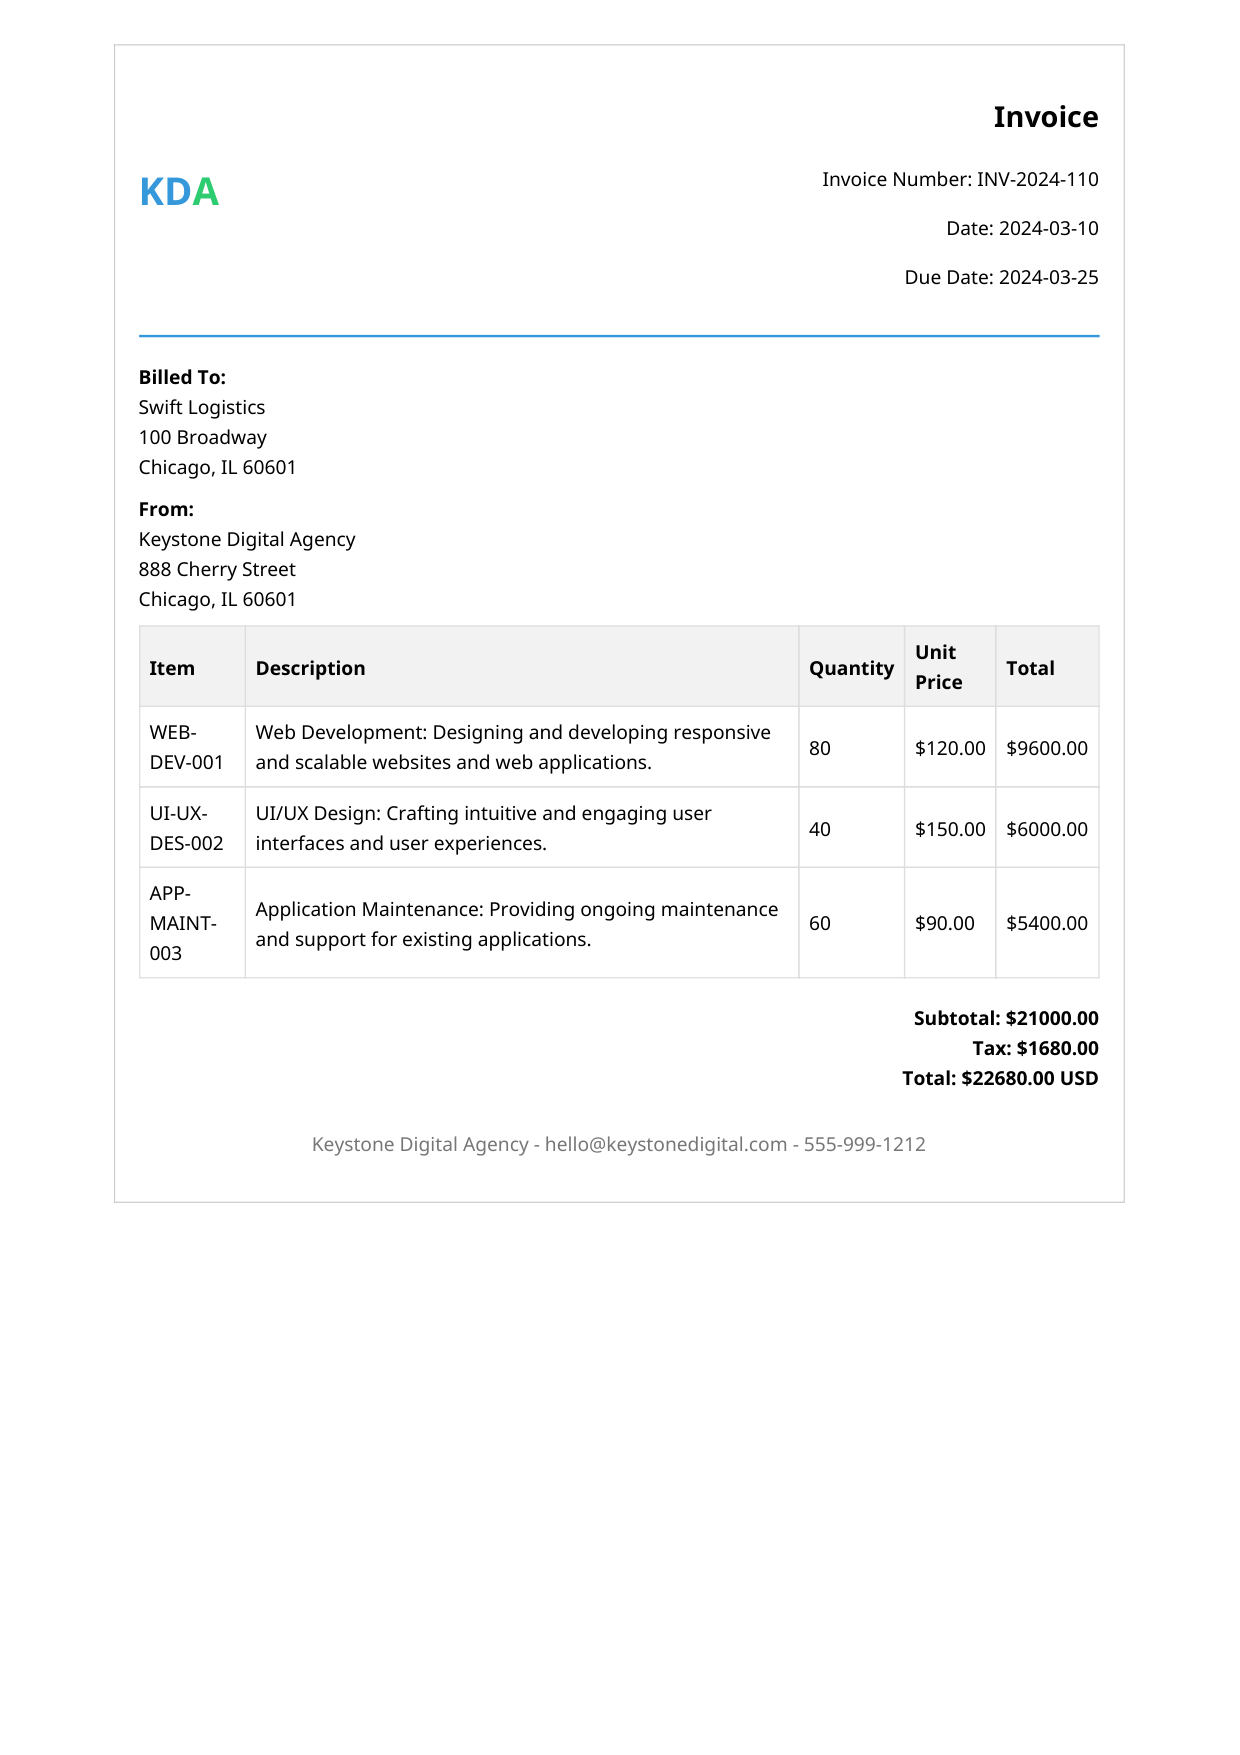 Invoice
KDA
Invoice Number: INV-2024-110
Date: 2024-03-10
Due Date: 2024-03-25
Billed To:
Swift Logistics
100 Broadway
Chicago, IL 60601
From:
Keystone Digital Agency
888 Cherry Street
Chicago, IL 60601
Item Description Quantity Unit Price Total
WEB-
DEV-001
Web Development: Designing and developing responsive
and scalable websites and web applications.
80 $120.00 $9600.00
UI-UX-
DES-002
UI/UX Design: Crafting intuitive and engaging user
interfaces and user experiences.
40 $150.00 $6000.00
APP-
MAINT-
003
Application Maintenance: Providing ongoing maintenance
and support for existing applications.
60 $90.00 $5400.00
Subtotal: $21000.00
Tax: $1680.00
Total: $22680.00 USD
Keystone Digital Agency - hello@keystonedigital.com - 555-999-1212